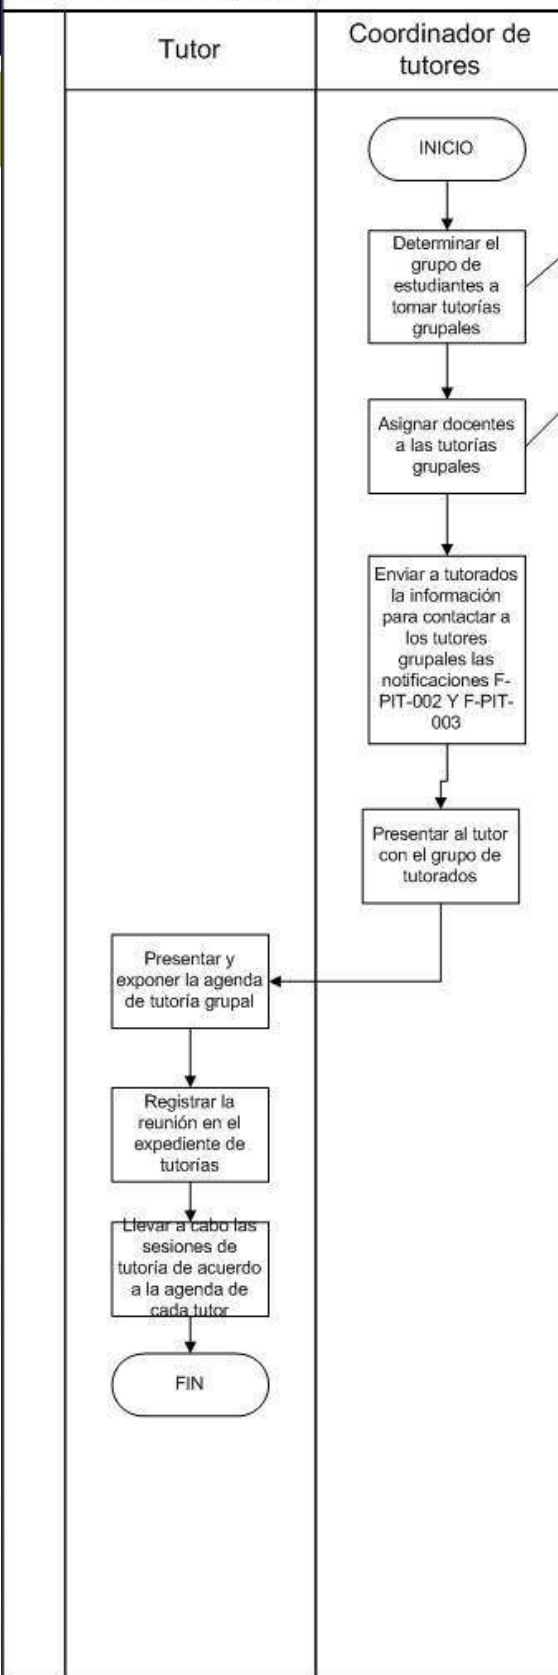 Tutor
Coordinador de
tutores
INICIO
Determinar el
grupo de
estudiantes a
tomar tutorías
grupales
Asignar docentes
a las tutorías
grupales
Enviar a tutorados
la información
para contactar a
los tutores
grupales las
notificaciones F-
PIT-002 Y F-PIT-
003
Presentar al tutor
con el grupo de
tutorados
Presentar y
exponer la agenda
de tutoría grupal
Registrar la
reunión en el
expediente de
tutorías
Llevar a cabo las
sesiones de
tutoría de acuerdo
a la agenda de
cada tutor
FIN